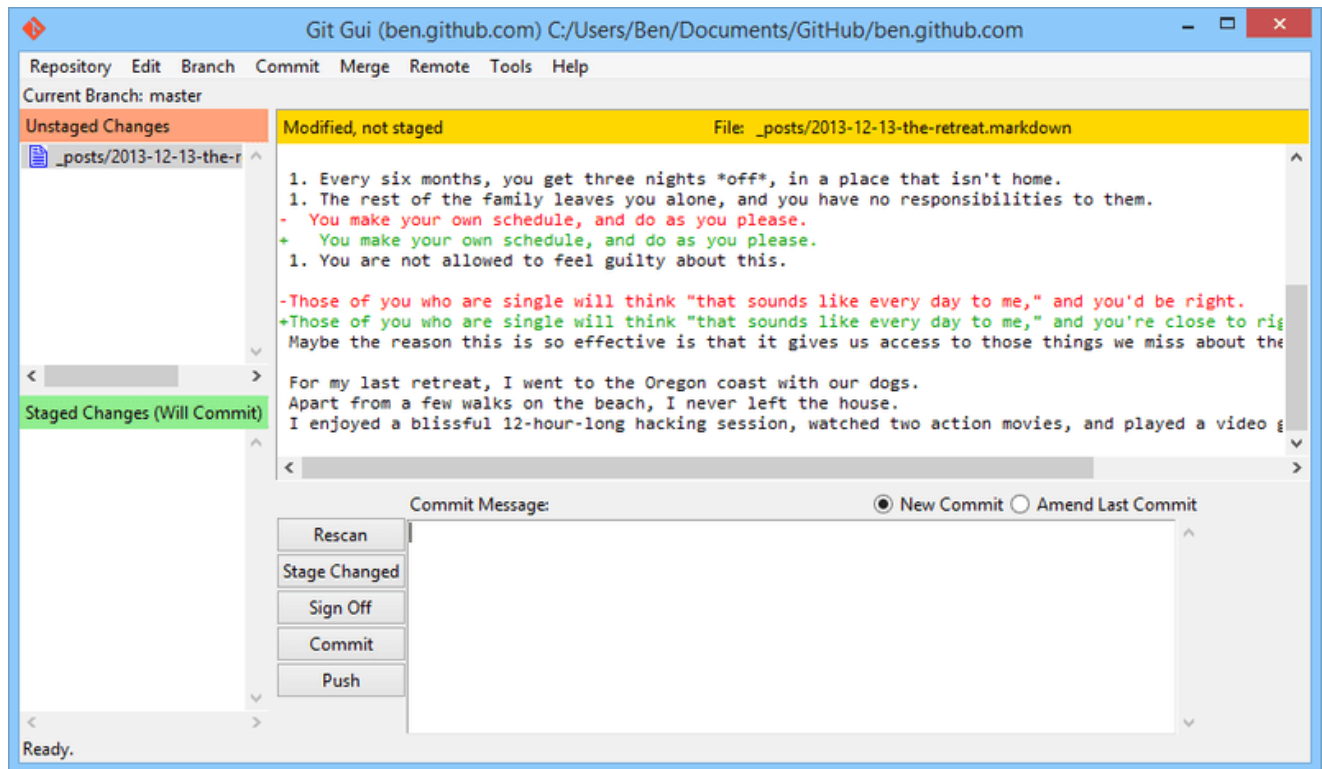 Git Gui (ben.github.com) C:/Users/Ben/Documents/GitHub/ben.github.com
Repository Edit Branch Commit Merge Remote Tools Help
Current Branch: master
Unstaged Changes
_posts/2013-12-13-the-r
Staged Changes (Will Commit)
Modified, not staged File: _posts/2013-12-13-the-retreat.markdown
1. Every six months, you get three nights *off*, in a place that isn't home.
1. The rest of the family leaves you alone, and you have no responsibilities to them.
-  You make your own schedule, and do as you please.
+   You make your own schedule, and do as you please.
1. You are not allowed to feel guilty about this.
-Those of you who are single will think "that sounds like every day to me," and you'd be right.
+Those of you who are single will think "that sounds like every day to me," and you're close to rig
Maybe the reason this is so effective is that it gives us access to those things we miss about the
For my last retreat, I went to the Oregon coast with our dogs.
Apart from a few walks on the beach, I never left the house.
I enjoyed a blissful 12-hour-long hacking session, watched two action movies, and played a video g
Commit Message: New Commit Amend Last Commit
Rescan
Stage Changed
Sign Off
Commit
Push
Ready.